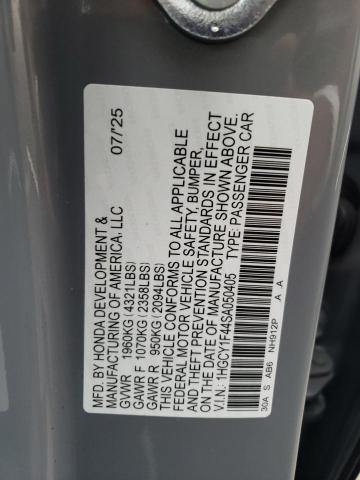 MFD. BY HONDA DEVELOPMENT & 07/'25
MANUFACTURING OF AMERICA, LLC
GVWR 1960KG(4321LBS)
GAWR F 1070KG(2358LBS)
GAWR R 950KG(2094LBS)
THIS VEHICLE CONFORMS TO ALL APPLICABLE
FEDERAL MOTOR VEHICLE SAFETY, BUMPER,
AND THEFT PREVENTION STANDARDS IN EFFECT
ON THE DATE OF MANUFACTURE SHOWN ABOVE.
V.I.N.: 1HGCY1F44SA050405 TYPE: PASSENGER CAR
30A S AB6 NH912P A A